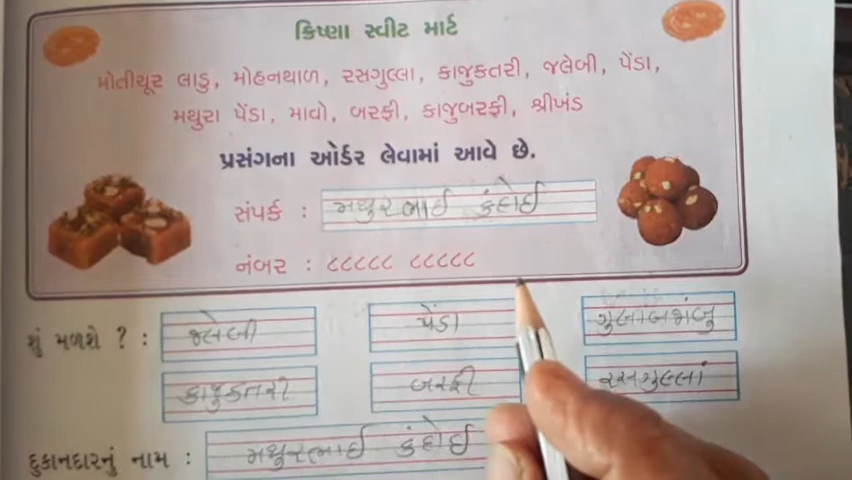 ક્રિષ્ણા સ્વીટ માર્ટ
મોતીચૂર લાડુ, મોહનથાળ, રસગુલ્લા, કાજુકતરી, જલેબી, પેંડા,
મથુરા પેંડા, માવો, બરફી, કાજુબરફી, શ્રીખંડ
પ્રસંગના ઓર્ડર લેવામાં આવે છે.
સંપર્ક : મથુરભાઈ કંદોઈ
નંબર : ૮૮૮૮૮ ૮૮૮૮૮
શું મળશે ? : જલેબી પેંડા ગુલાબજાંબુ
કાજુકતરી બરફી રસગુલ્લાં
દુકાનદારનું નામ : મથુરભાઈ કંદોઈ